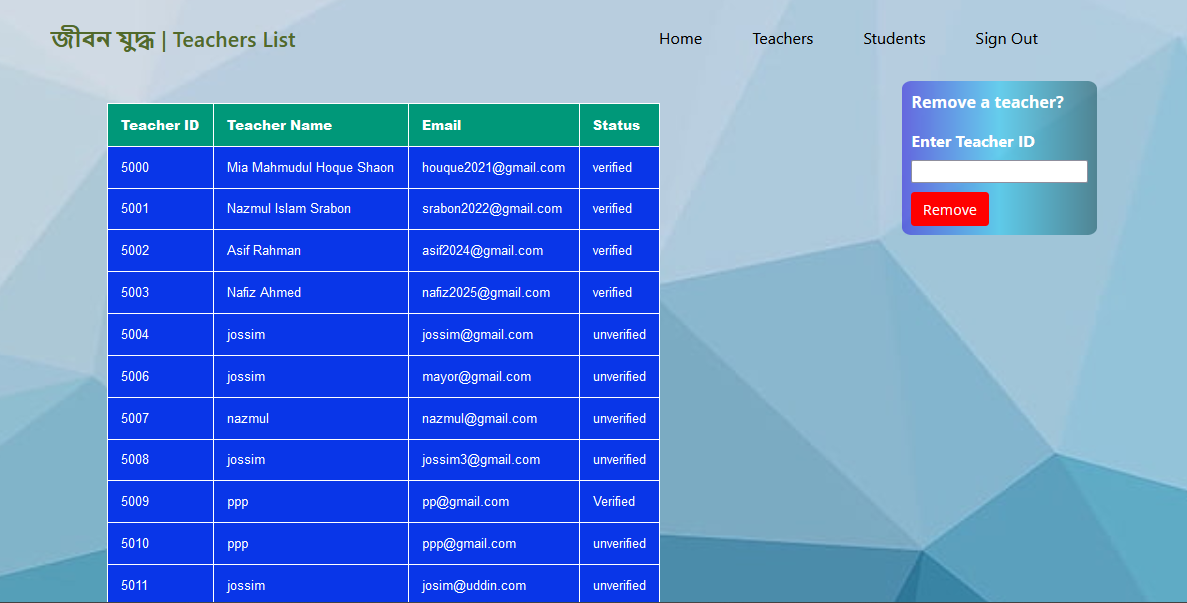 জীবন যুদ্ধ | Teachers List
Home Teachers Students Sign Out
Remove a teacher?
Enter Teacher ID
Remove
Teacher ID Teacher Name Email Status
5000 Mia Mahmudul Hoque Shaon houque2021@gmail.com verified
5001 Nazmul Islam Srabon srabon2022@gmail.com verified
5002 Asif Rahman asif2024@gmail.com verified
5003 Nafiz Ahmed nafiz2025@gmail.com verified
5004 jossim jossim@gmail.com unverified
5006 jossim mayor@gmail.com unverified
5007 nazmul nazmul@gmail.com unverified
5008 jossim jossim3@gmail.com unverified
5009 ppp pp@gmail.com Verified
5010 ppp ppp@gmail.com unverified
5011 jossim josim@uddin.com unverified